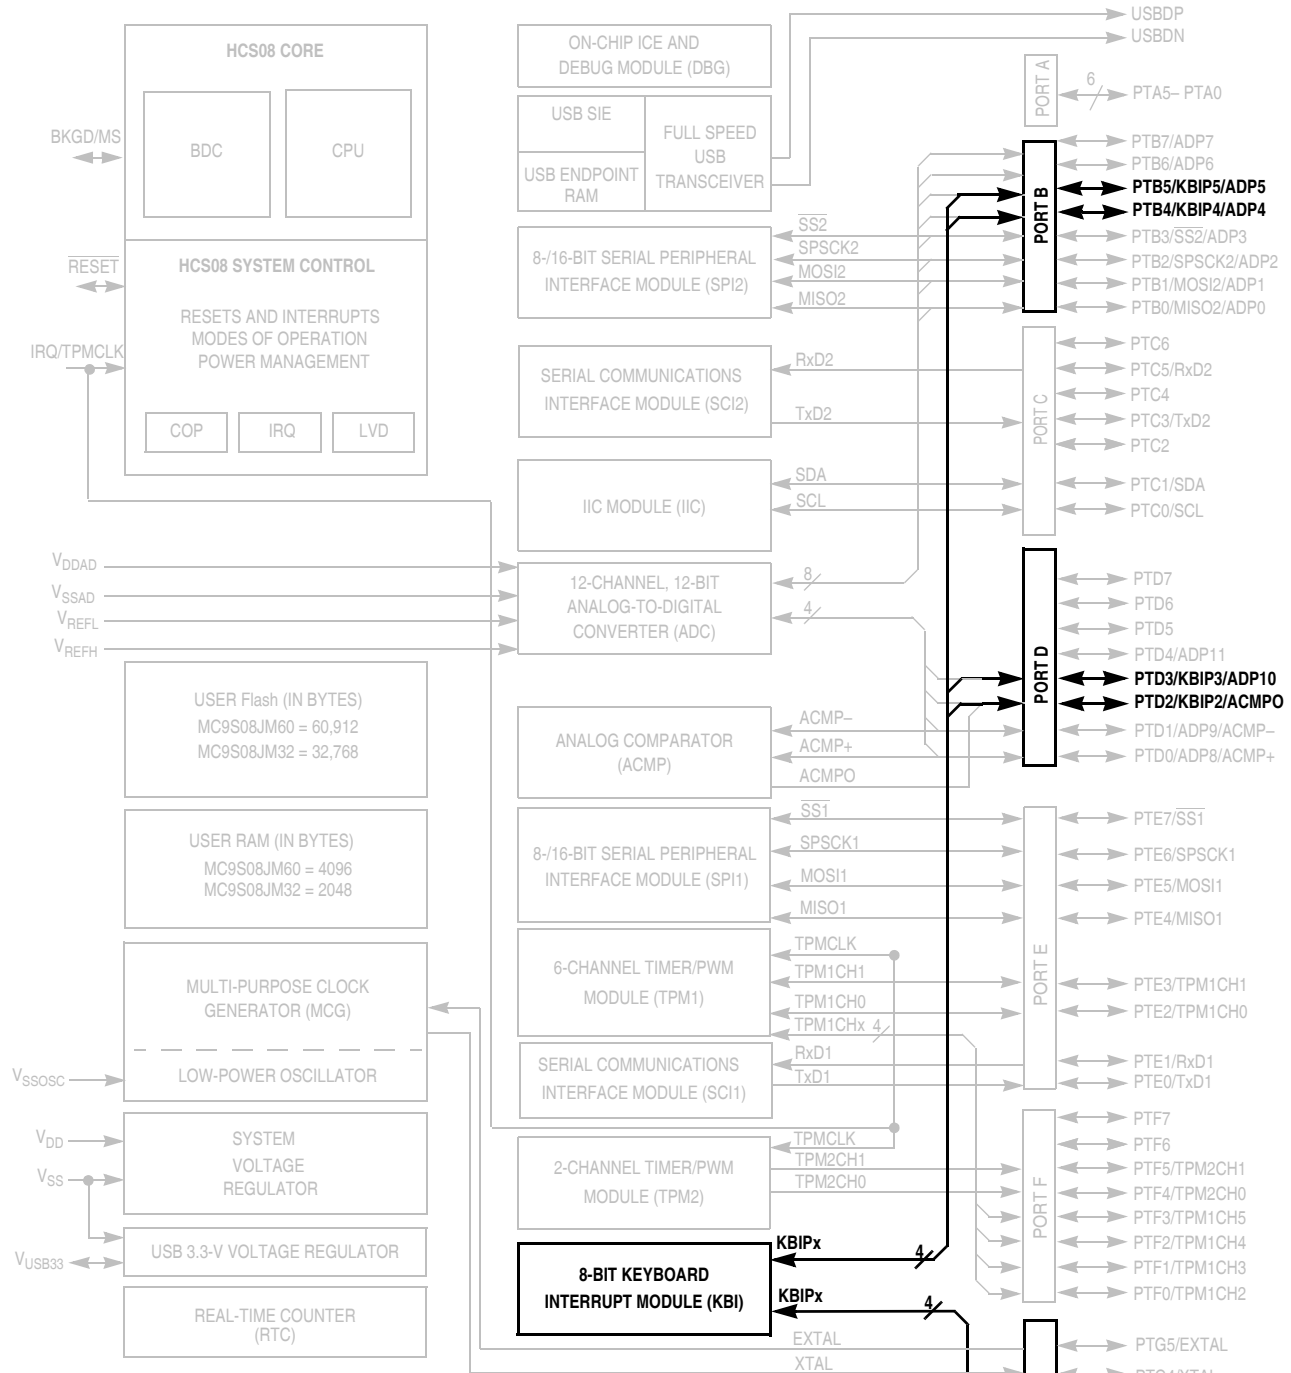 HCS08 CORE
BDC
CPU
BKGD/MS
RESET
HCS08 SYSTEM CONTROL
RESETS AND INTERRUPTS
MODES OF OPERATION
POWER MANAGEMENT
IRQ/TPMCLK
COP
IRQ
LVD
VDDAD
VSSAD
VREFL
VREFH
USER Flash (IN BYTES)
MC9S08JM60 = 60,912
MC9S08JM32 = 32,768
USER RAM (IN BYTES)
MC9S08JM60 = 4096
MC9S08JM32 = 2048
MULTI-PURPOSE CLOCK
GENERATOR (MCG)
LOW-POWER OSCILLATOR
VSSOSC
VDD
VSS
SYSTEM
VOLTAGE
REGULATOR
VUSB33
USB 3.3-V VOLTAGE REGULATOR
REAL-TIME COUNTER
(RTC)
ON-CHIP ICE AND
DEBUG MODULE (DBG)
USB SIE
USB ENDPOINT
RAM
FULL SPEED
USB
TRANSCEIVER
8-/16-BIT SERIAL PERIPHERAL
INTERFACE MODULE (SPI2)
SS2
SPSCK2
MOSI2
MISO2
SERIAL COMMUNICATIONS
INTERFACE MODULE (SCI2)
RxD2
TxD2
IIC MODULE (IIC)
SDA
SCL
12-CHANNEL, 12-BIT
ANALOG-TO-DIGITAL
CONVERTER (ADC)
8
4
ANALOG COMPARATOR
(ACMP)
ACMP–
ACMP+
ACMPO
8-/16-BIT SERIAL PERIPHERAL
INTERFACE MODULE (SPI1)
SS1
SPSCK1
MOSI1
MISO1
6-CHANNEL TIMER/PWM
MODULE (TPM1)
TPMCLK
TPM1CH1
TPM1CH0
TPM1CHx 4
SERIAL COMMUNICATIONS
INTERFACE MODULE (SCI1)
RxD1
TxD1
2-CHANNEL TIMER/PWM
MODULE (TPM2)
TPMCLK
TPM2CH1
TPM2CH0
8-BIT KEYBOARD
INTERRUPT MODULE (KBI)
KBIPx 4
KBIPx 4
EXTAL
XTAL
USBDP
USBDN
PORT A
6
PTA5– PTA0
PORT B
PTB7/ADP7
PTB6/ADP6
PTB5/KBIP5/ADP5
PTB4/KBIP4/ADP4
PTB3/SS2/ADP3
PTB2/SPSCK2/ADP2
PTB1/MOSI2/ADP1
PTB0/MISO2/ADP0
PORT C
PTC6
PTC5/RxD2
PTC4
PTC3/TxD2
PTC2
PTC1/SDA
PTC0/SCL
PORT D
PTD7
PTD6
PTD5
PTD4/ADP11
PTD3/KBIP3/ADP10
PTD2/KBIP2/ACMPO
PTD1/ADP9/ACMP–
PTD0/ADP8/ACMP+
PORT E
PTE7/SS1
PTE6/SPSCK1
PTE5/MOSI1
PTE4/MISO1
PTE3/TPM1CH1
PTE2/TPM1CH0
PTE1/RxD1
PTE0/TxD1
PORT F
PTF7
PTF6
PTF5/TPM2CH1
PTF4/TPM2CH0
PTF3/TPM1CH5
PTF2/TPM1CH4
PTF1/TPM1CH3
PTF0/TPM1CH2
PTG5/EXTAL